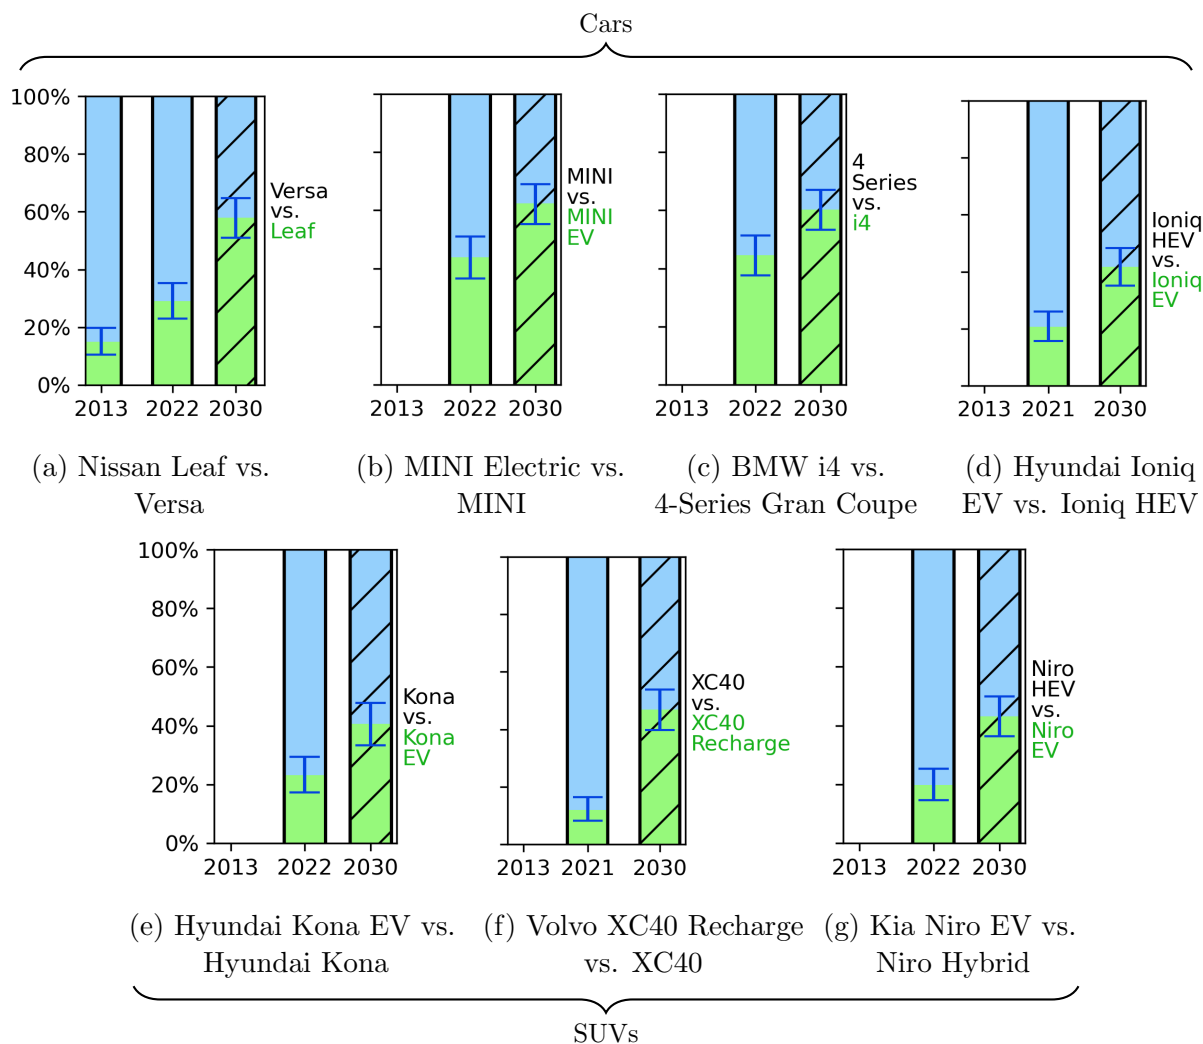 Cars
100%
80%
60%
40%
20%
0%
2013 2022 2030
Versa
vs.
Leaf
2013 2022 2030
MINI
vs.
MINI
EV
2013 2022 2030
4
Series
vs.
i4
2013 2021 2030
Ioniq
HEV
vs.
Ioniq
EV
(a) Nissan Leaf vs.
Versa
(b) MINI Electric vs.
MINI
(c) BMW i4 vs.
4-Series Gran Coupe
(d) Hyundai Ioniq
EV vs. Ioniq HEV
100%
80%
60%
40%
20%
0%
2013 2022 2030
Kona
vs.
Kona
EV
2013 2021 2030
XC40
vs.
XC40
Recharge
2013 2022 2030
Niro
HEV
vs.
Niro
EV
(e) Hyundai Kona EV vs.
Hyundai Kona
(f) Volvo XC40 Recharge
vs. XC40
(g) Kia Niro EV vs.
Niro Hybrid
SUVs